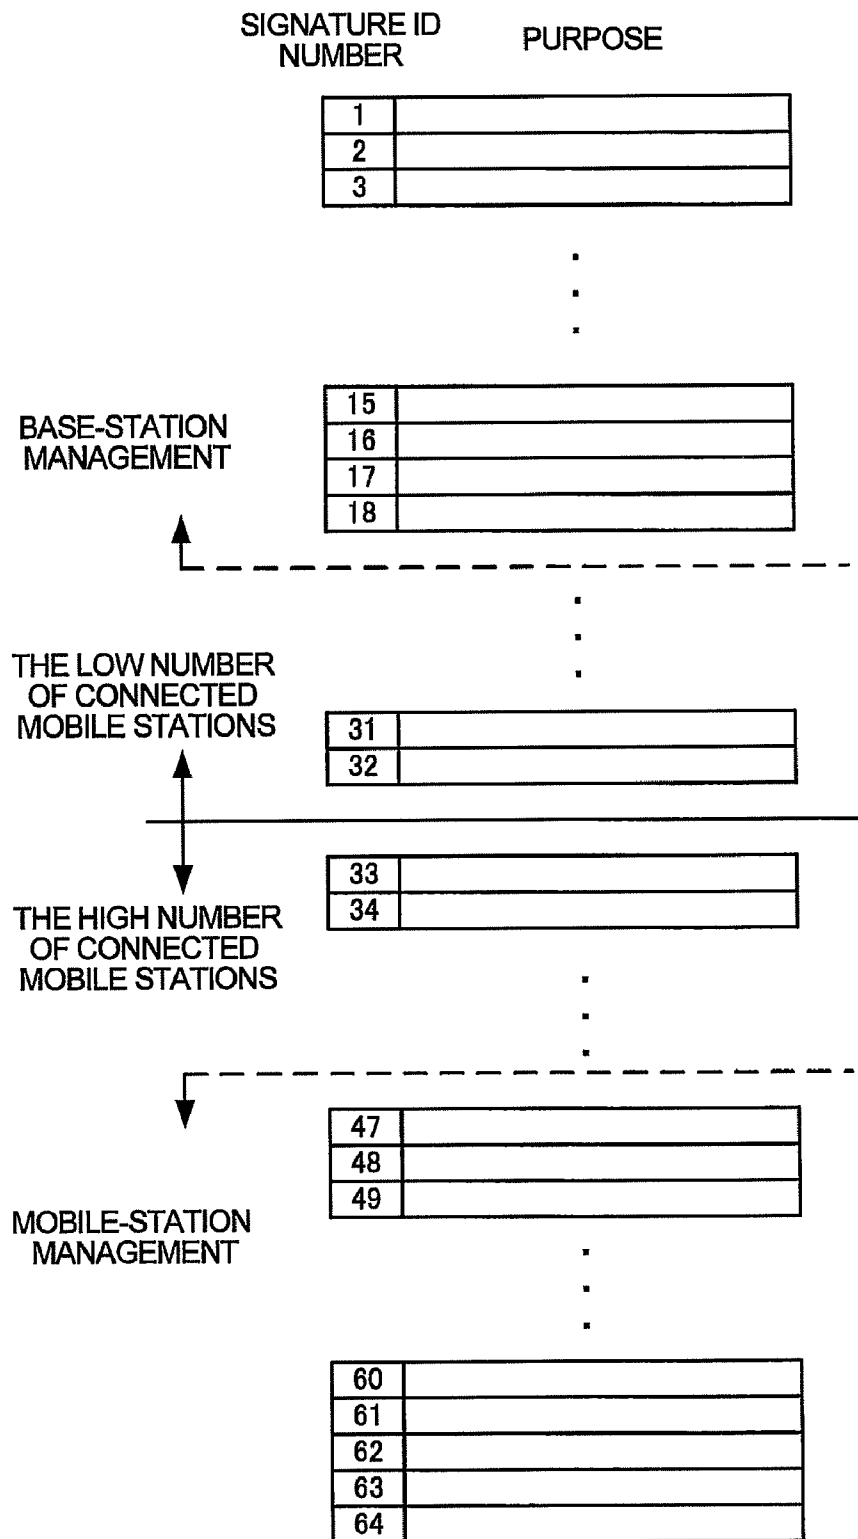 SIGNATURE ID
NUMBER
PURPOSE
1
2
3
15
16
17
18
BASE-STATION
MANAGEMENT
THE LOW NUMBER
OF CONNECTED
MOBILE STATIONS
31
32
33
34
THE HIGH NUMBER
OF CONNECTED
MOBILE STATIONS
47
48
49
MOBILE-STATION
MANAGEMENT
60
61
62
63
64